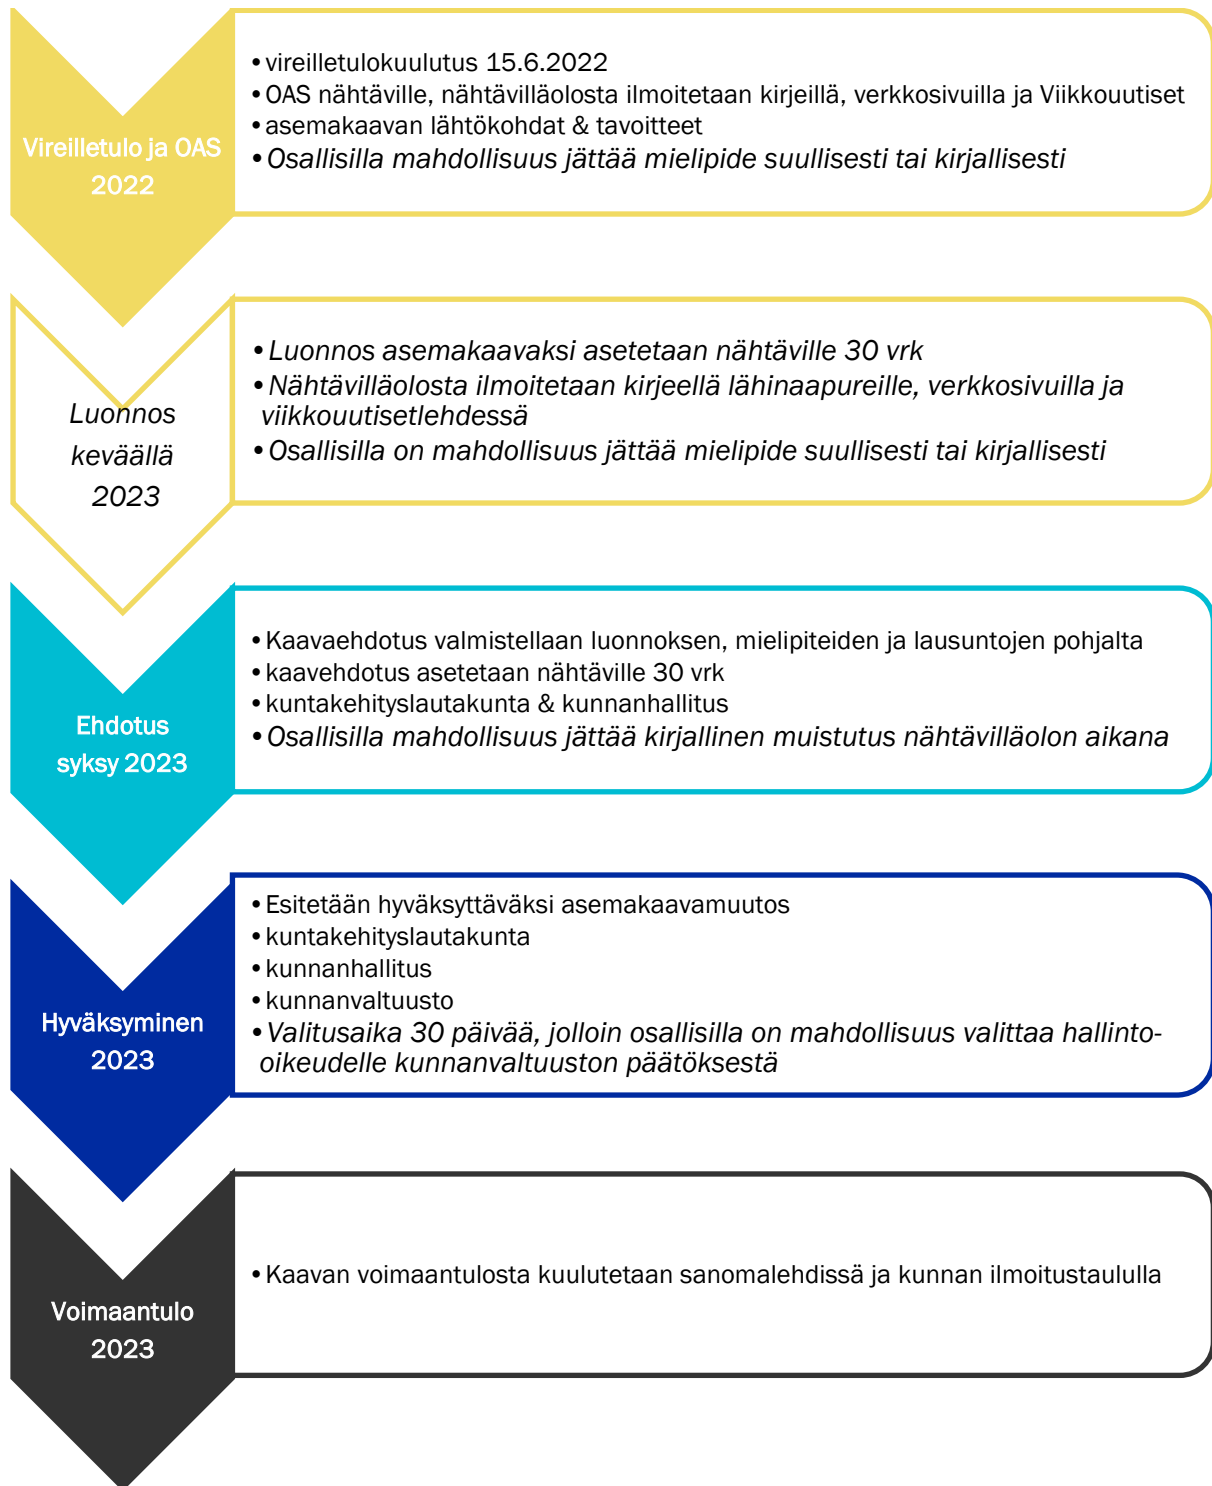 Vireilletulo ja OAS
2022
•vireilletulokuulutus 15.6.2022
•OAS nähtäville, nähtävilläolosta ilmoitetaan kirjeillä, verkkosivuilla ja Viikkouutiset
•asemakaavan lähtökohdat & tavoitteet
•Osallisilla mahdollisuus jättää mielipide suullisesti tai kirjallisesti
Luonnos
keväällä
2023
•Luonnos asemakaavaksi asetetaan nähtäville 30 vrk
•Nähtävilläolosta ilmoitetaan kirjeellä lähinaapureille, verkkosivuilla ja
viikkouutisetlehdessä
•Osallisilla on mahdollisuus jättää mielipide suullisesti tai kirjallisesti
Ehdotus
syksy 2023
•Kaavaehdotus valmistellaan luonnoksen, mielipiteiden ja lausuntojen pohjalta
•kaavehdotus asetetaan nähtäville 30 vrk
•kuntakehityslautakunta & kunnanhallitus
•Osallisilla mahdollisuus jättää kirjallinen muistutus nähtävilläolon aikana
Hyväksyminen
2023
•Esitetään hyväksyttäväksi asemakaavamuutos
•kuntakehityslautakunta
•kunnanhallitus
•kunnanvaltuusto
•Valitusaika 30 päivää, jolloin osallisilla on mahdollisuus valittaa hallinto-
oikeudelle kunnanvaltuuston päätöksestä
Voimaantulo
2023
•Kaavan voimaantulosta kuulutetaan sanomalehdissä ja kunnan ilmoitustaululla